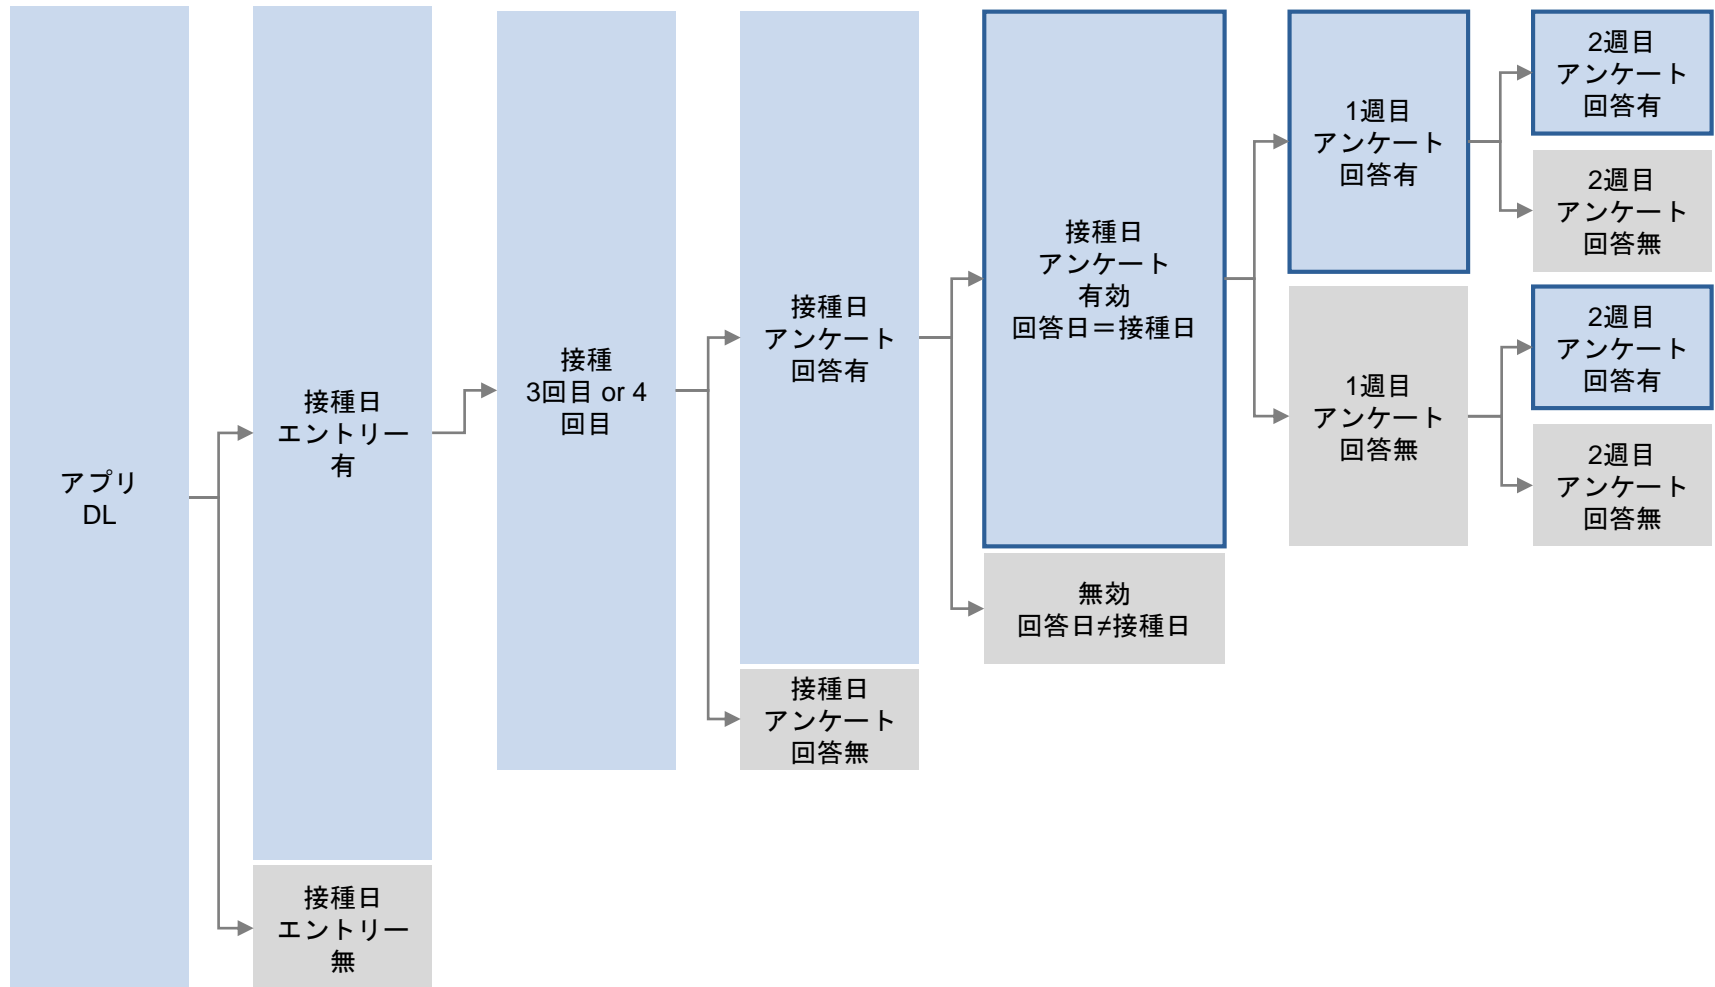 アプリ
DL
接種日
エントリー
有
接種日
エントリー
無
接種
3回目 or 4
回目
接種日
アンケート
回答有
接種日
アンケート
回答無
接種日
アンケート
有効
回答日＝接種日
無効
回答日≠接種日
1週目
アンケート
回答有
1週目
アンケート
回答無
2週目
アンケート
回答有
2週目
アンケート
回答無
2週目
アンケート
回答有
2週目
アンケート
回答無